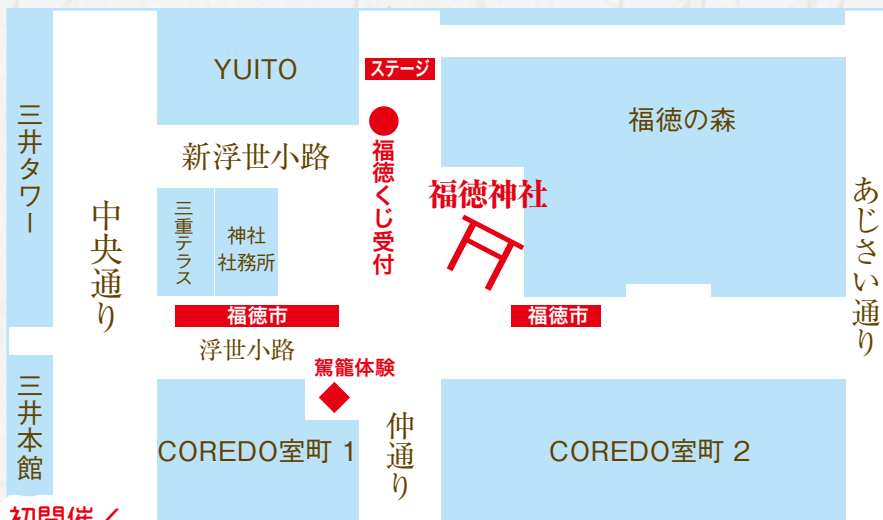 YUITO
ステージ
福徳の森
三井タワー
新浮世小路
福徳くじ受付
福徳神社
あじさい通り
中央通り
三重テラス
神社
社務所
福徳市
福徳市
浮世小路
駕籠体験
三井本館
COREDO室町 1
仲通り
COREDO室町 2
初開催